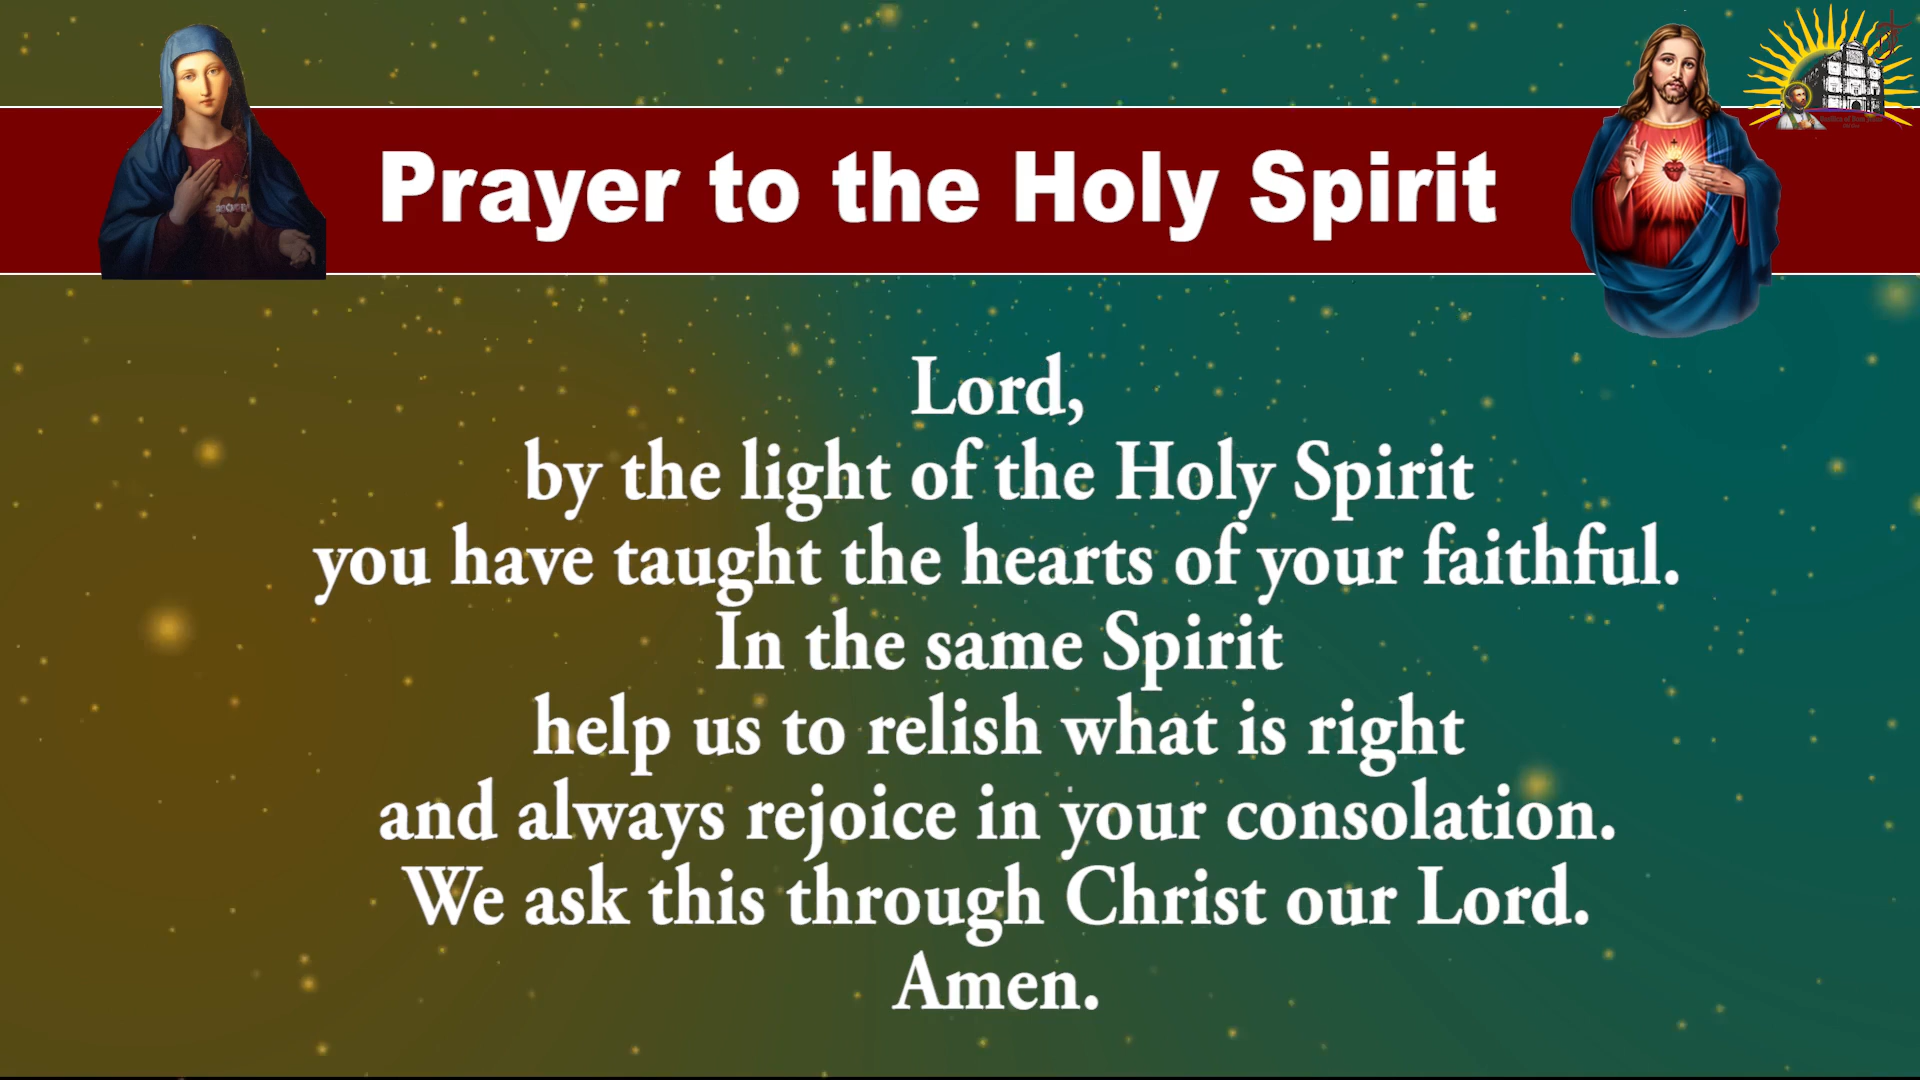 Prayer to the Holy Spirit
Lord,
by the light of the Holy Spirit
you have taught the hearts of your faithful.
In the same Spirit
help us to relish what is right
and always rejoice in your consolation.
We ask this through Christ our Lord.
Amen.